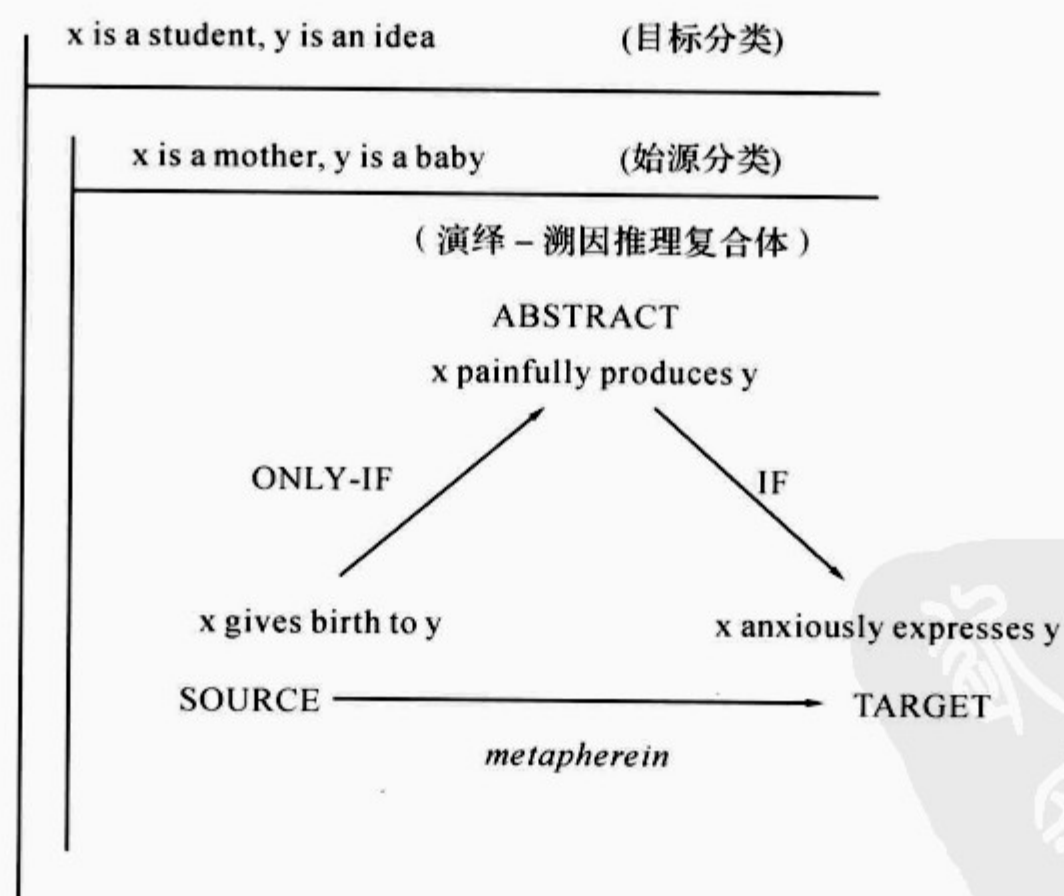 x is a student, y is an idea (目标分类)
x is a mother, y is a baby (始源分类)
（演绎－溯因推理复合体）
ABSTRACT
x painfully produces y
ONLY-IF IF
x gives birth to y x anxiously expresses y
SOURCE TARGET
metapherein